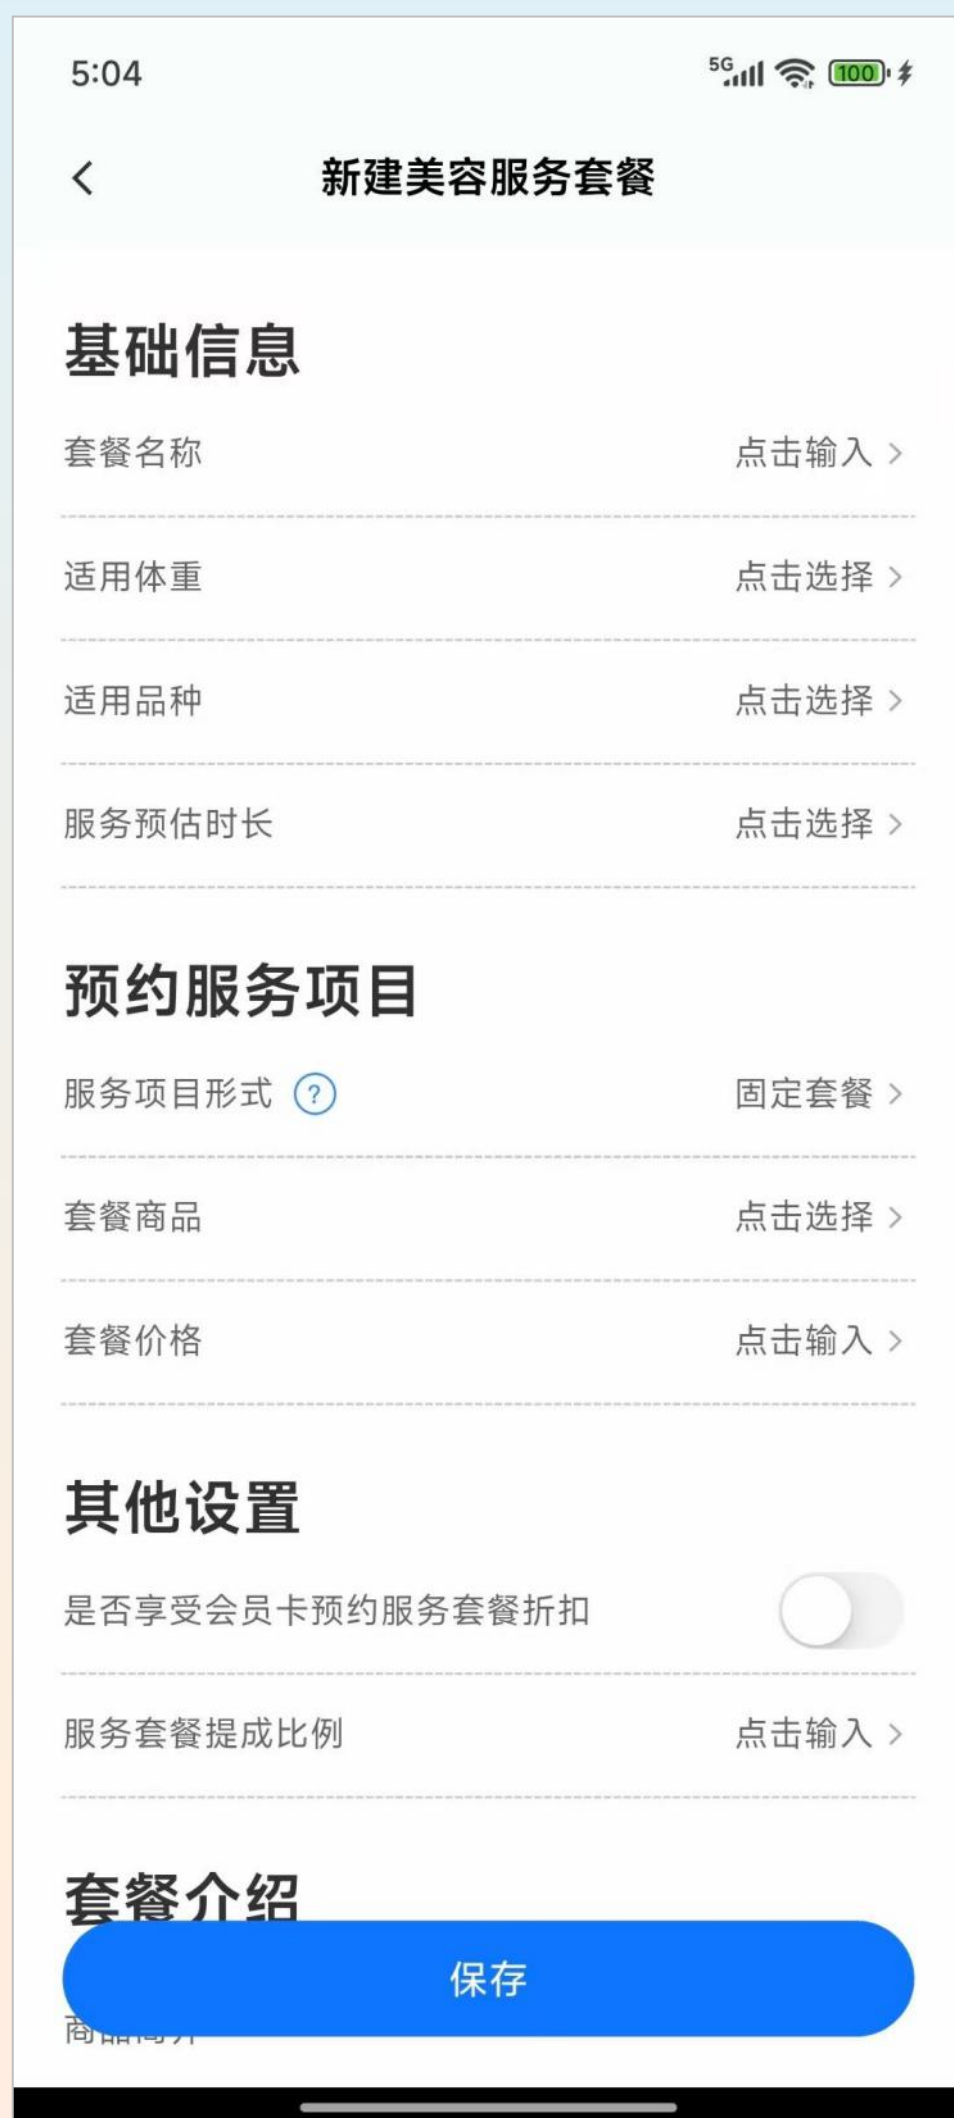 5:04
5G
100
新建美容服务套餐
基础信息
套餐名称 点击输入
适用体重 点击选择
适用品种 点击选择
服务预估时长 点击选择
预约服务项目
服务项目形式 ? 固定套餐
套餐商品 点击选择
套餐价格 点击输入
其他设置
是否享受会员卡预约服务套餐折扣
服务套餐提成比例 点击输入
套餐介绍
保存